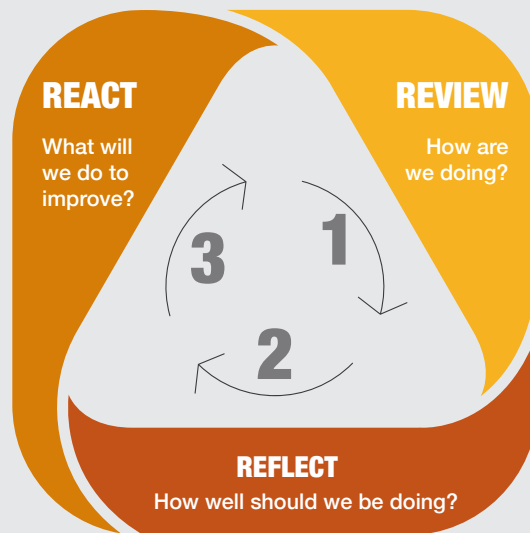 REACT
What will
we do to
improve?
REVIEW
How are
we doing?
3
1
2
REFLECT
How well should we be doing?